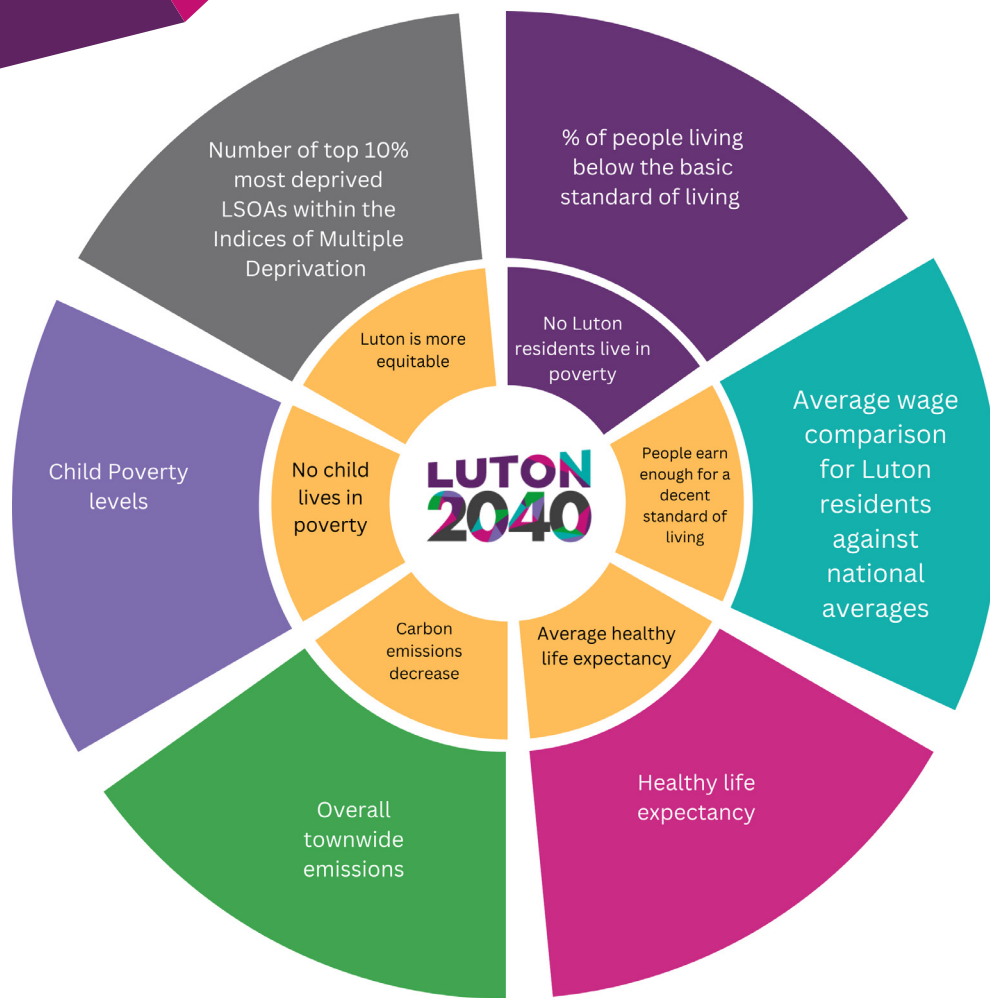 Number of top 10%
most deprived
LSOAs within the
Indices of Multiple
Deprivation
% of people living
below the basic
standard of living
Luton is more
equitable
No Luton
residents live in
poverty
Average wage
comparison
for Luton
residents
against
national
averages
People earn
enough for a
decent
standard of
living
Child Poverty
levels
No child
lives in
poverty
LUTON
2040
Carbon
emissions
decrease
Average healthy
life expectancy
Overall
townwide
emissions
Healthy life
expectancy